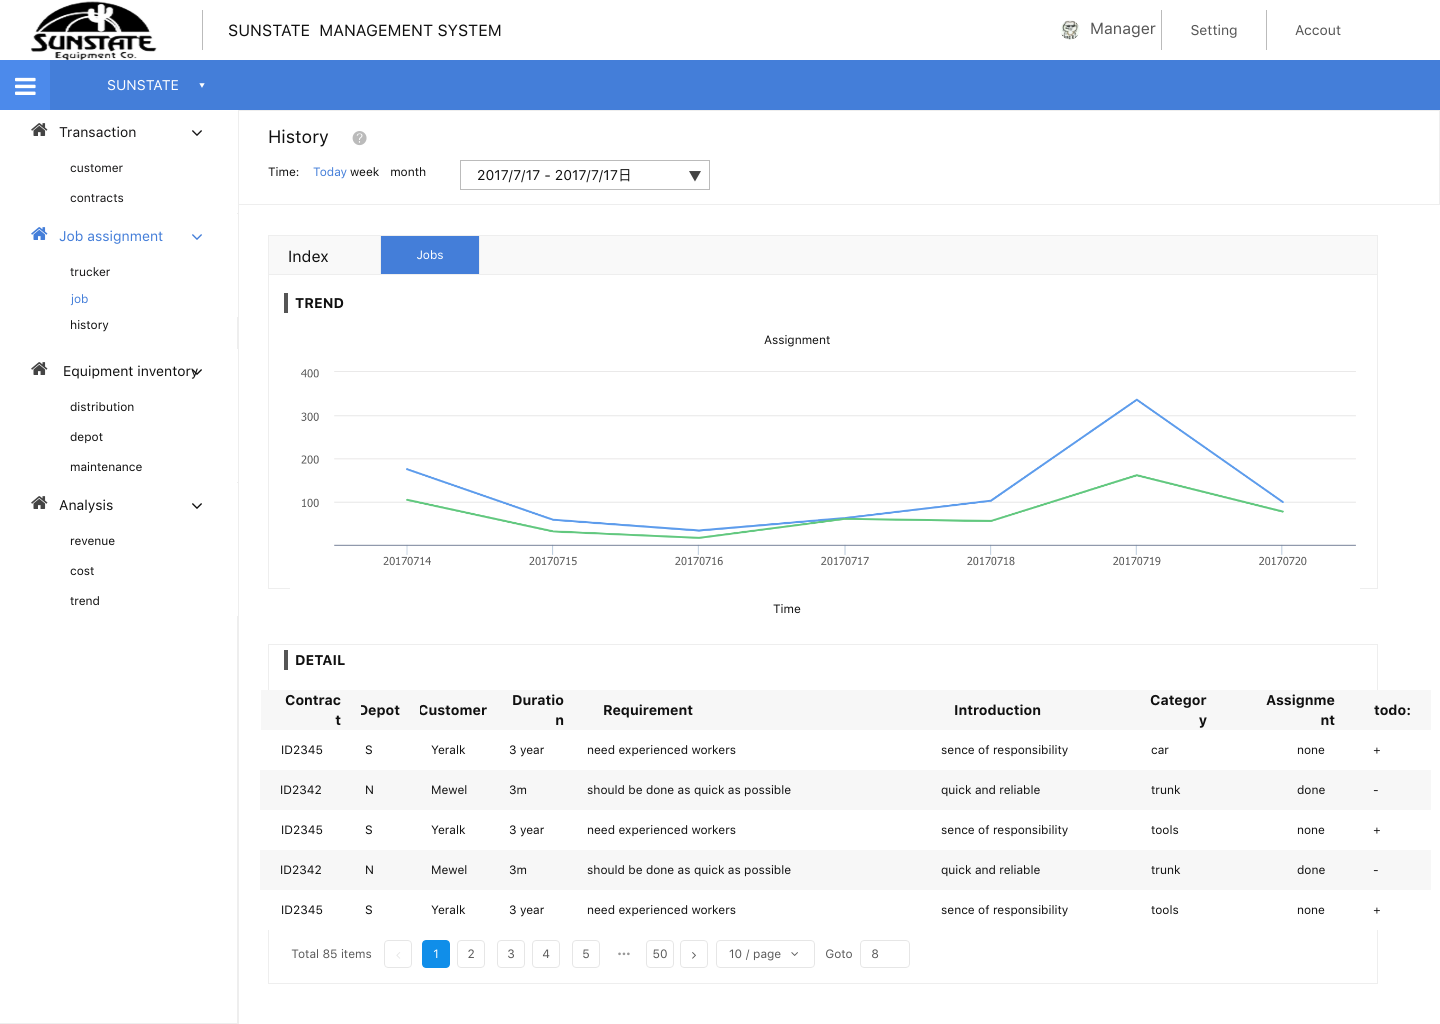 SUNSTATE
Equipment Co.
SUNSTATE MANAGEMENT SYSTEM
Manager
Setting
Accout
SUNSTATE
Transaction
customer
contracts
Job assignment
trucker
job
history
Equipment inventory
distribution
depot
maintenance
Analysis
revenue
cost
trend
History ?
Time: Today week month 2017/7/17 - 2017/7/17日
Index Jobs
TREND
Assignment
400
300
200
100
20170714 20170715 20170716 20170717 20170718 20170719 20170720
Time
DETAIL
Contract Depot Customer Duration Requirement Introduction Category Assignment todo:
ID2345 S Yeralk 3 year need experienced workers sence of responsibility car none +
ID2342 N Mewel 3m should be done as quick as possible quick and reliable trunk done -
ID2345 S Yeralk 3 year need experienced workers sence of responsibility tools none +
ID2342 N Mewel 3m should be done as quick as possible quick and reliable trunk done -
ID2345 S Yeralk 3 year need experienced workers sence of responsibility tools none +
Total 85 items ‹ 1 2 3 4 5 ••• 50 › 10 / page Goto 8